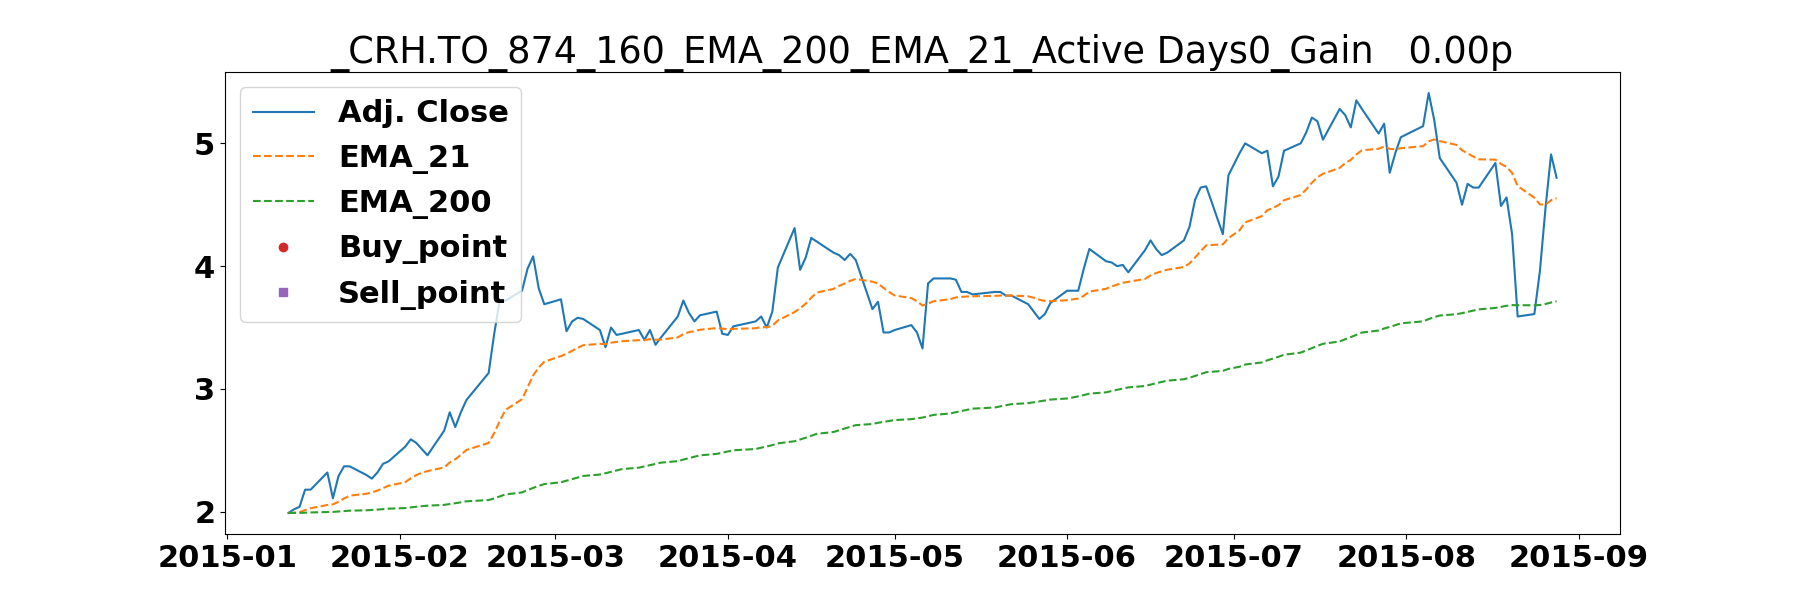 _CRH.TO_874_160_EMA_200_EMA_21_Active Days0_Gain   0.00p
Adj. Close
EMA_21
EMA_200
Buy_point
Sell_point
5
4
3
2
2015-01 2015-02 2015-03 2015-04 2015-05 2015-06 2015-07 2015-08 2015-09